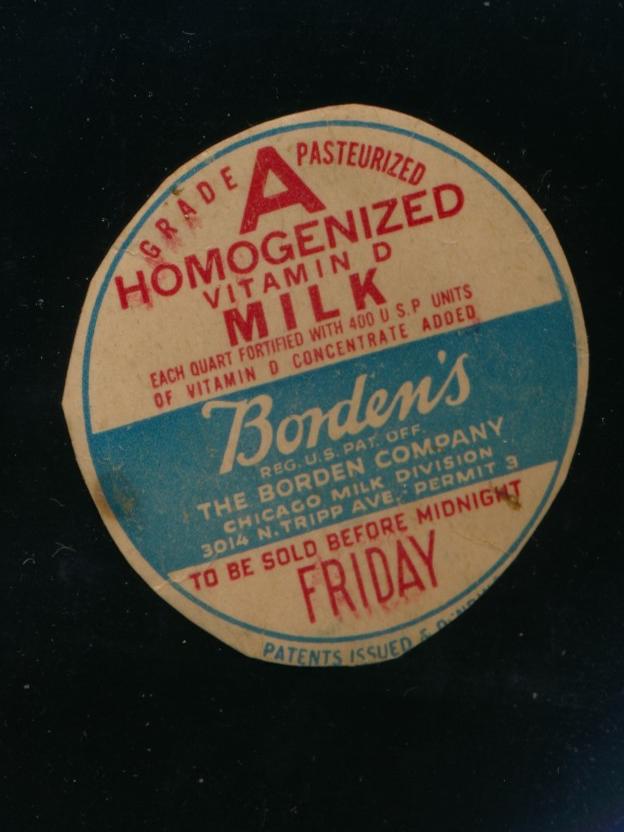 GRADE A PASTEURIZED
HOMOGENIZED
VITAMIN D
MILK
EACH QUART FORTIFIED WITH 400 U S.P UNITS
OF VITAMIN D CONCENTRATE ADDED
Borden's
REG. U.S. PAT. OFF.
THE BORDEN COMPANY
CHICAGO MILK DIVISION
3014 N. TRIPP AVE., PERMIT 3
TO BE SOLD BEFORE MIDNIGHT
FRIDAY
PATENTS ISSUED &